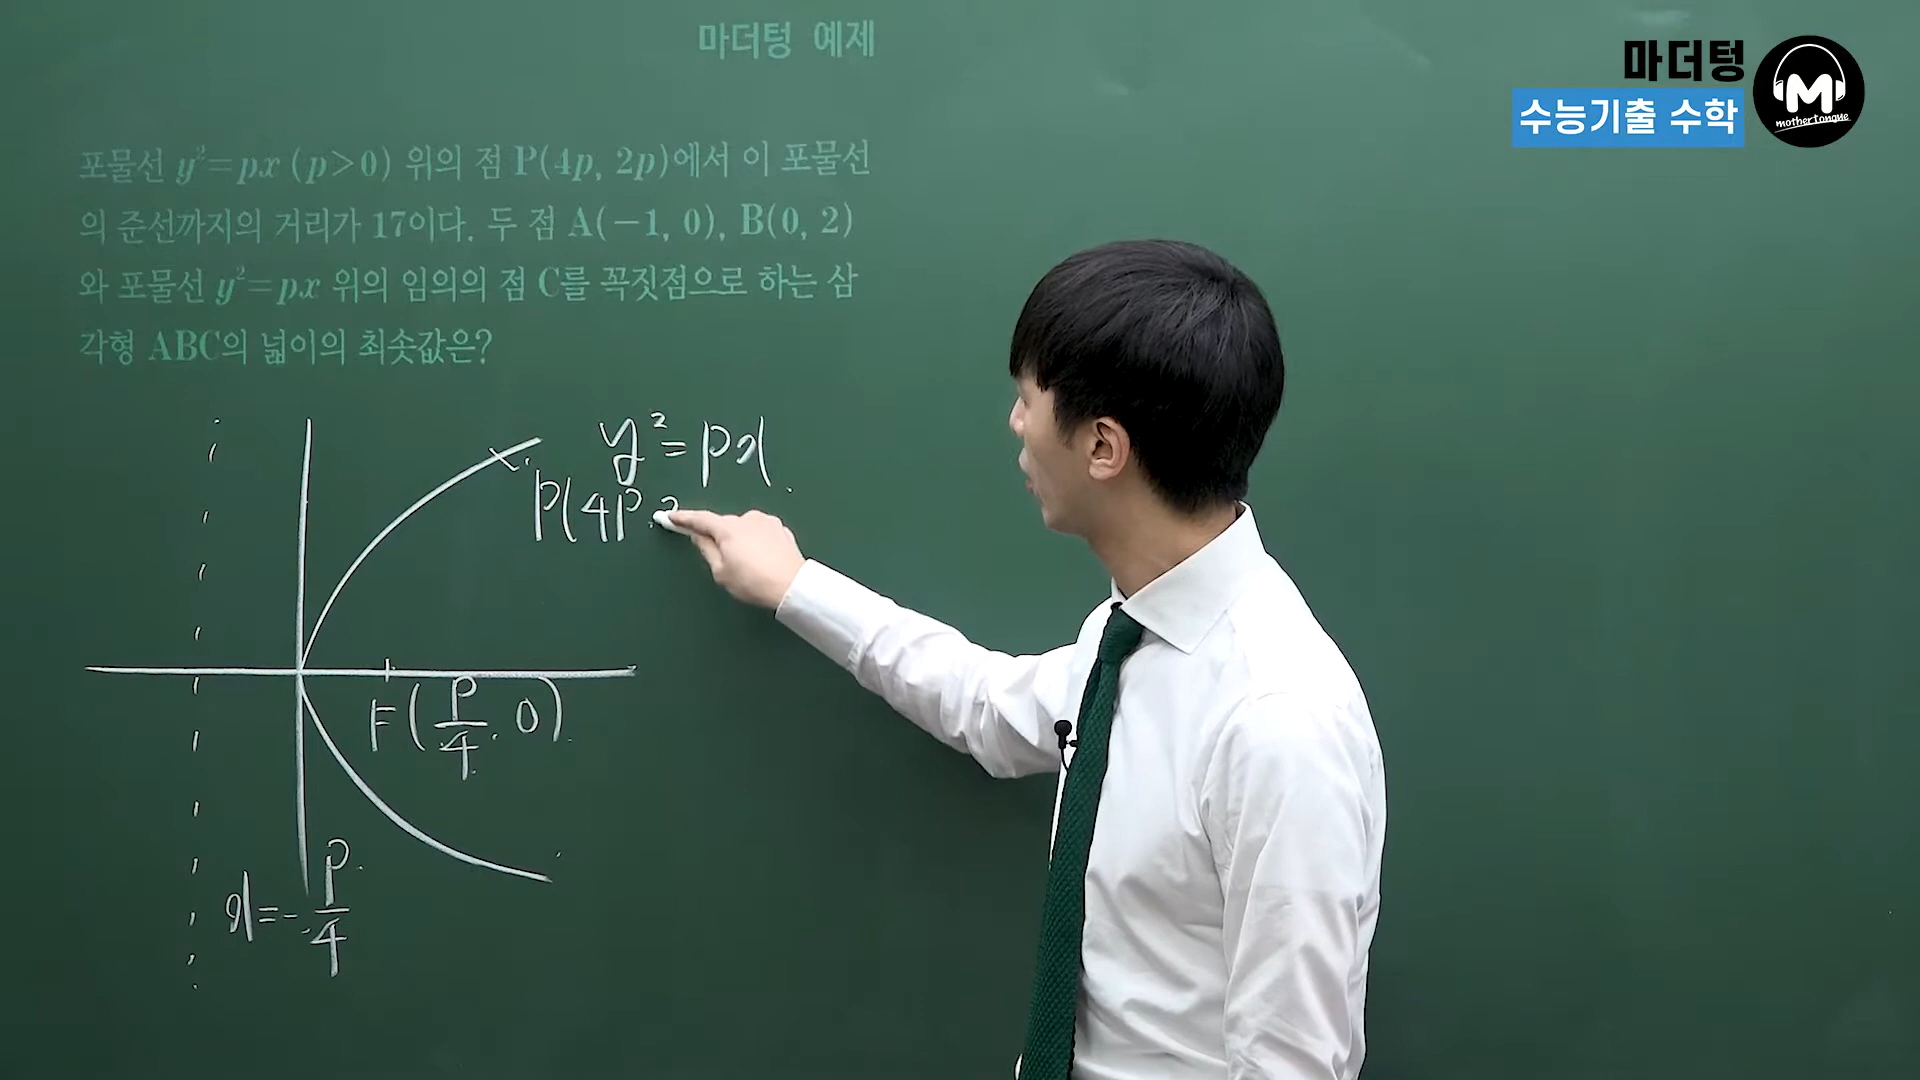 마더텅 예제
마더텅
수능기출 수학
mothertongue
포물선 y²=px (p>0) 위의 점 P(4p, 2p)에서 이 포물선
의 준선까지의 거리가 17이다. 두 점 A(−1, 0), B(0, 2)
와 포물선 y²=px 위의 임의의 점 C를 꼭짓점으로 하는 삼
각형 ABC의 넓이의 최솟값은?
y²=px
P(4P, 2
F(P/4, 0)
x=-P/4